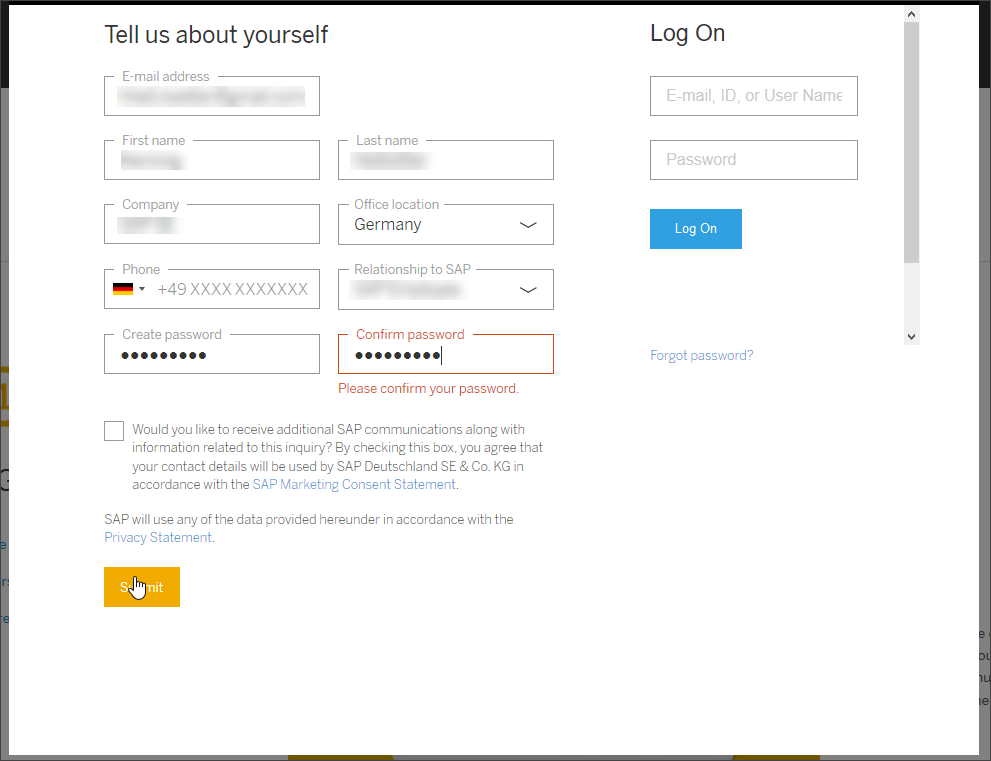 Tell us about yourself
E-mail address
First name
Last name
Company
Office location
Germany
Phone
+49 XXXX XXXXXXX
Relationship to SAP
Create password
•••••••••
Confirm password
•••••••••
Please confirm your password.
Would you like to receive additional SAP communications along with
information related to this inquiry? By checking this box, you agree that
your contact details will be used by SAP Deutschland SE & Co. KG in
accordance with the SAP Marketing Consent Statement.
SAP will use any of the data provided hereunder in accordance with the
Privacy Statement.
Submit
Log On
E-mail, ID, or User Name
Password
Log On
Forgot password?